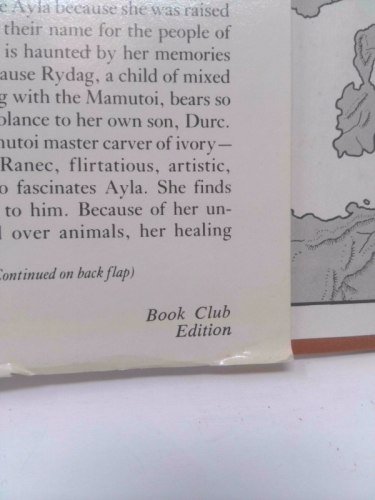 e Ayla because she was raised
their name for the people of
is haunted by her memories
ause Rydag, a child of mixed
g with the Mamutoi, bears so
blance to her own son, Durc.
mutoi master carver of ivory—
Ranec, flirtatious, artistic,
o fascinates Ayla. She finds
to him. Because of her un-
l over animals, her healing
Continued on back flap)
Book Club
Edition